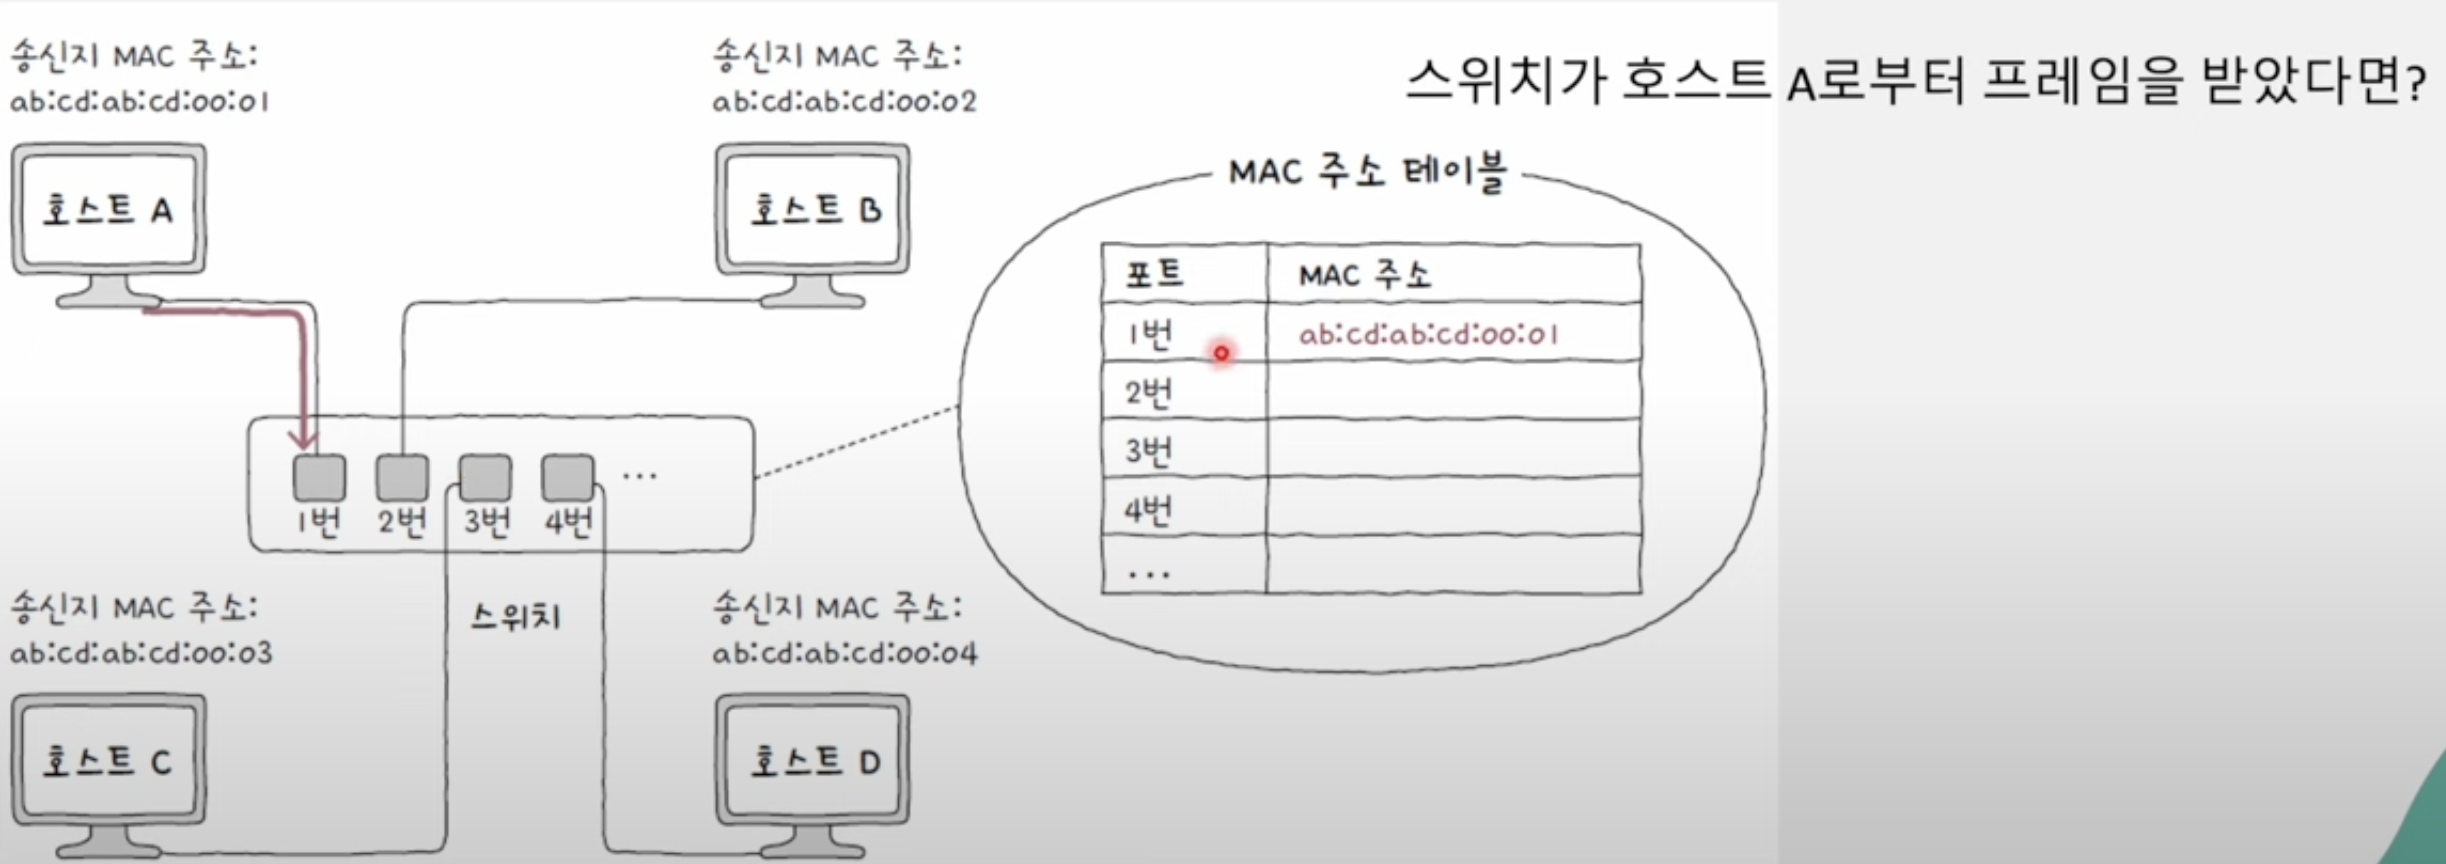 스위치가 호스트 A로부터 프레임을 받았다면?
송신지 MAC 주소:
ab:cd:ab:cd:00:01
호스트 A
송신지 MAC 주소:
ab:cd:ab:cd:00:02
호스트 B
1번 2번 3번 4번 ...
스위치
송신지 MAC 주소:
ab:cd:ab:cd:00:03
호스트 C
송신지 MAC 주소:
ab:cd:ab:cd:00:04
호스트 D
MAC 주소 테이블
포트 MAC 주소
1번 ab:cd:ab:cd:00:01
2번
3번
4번
...